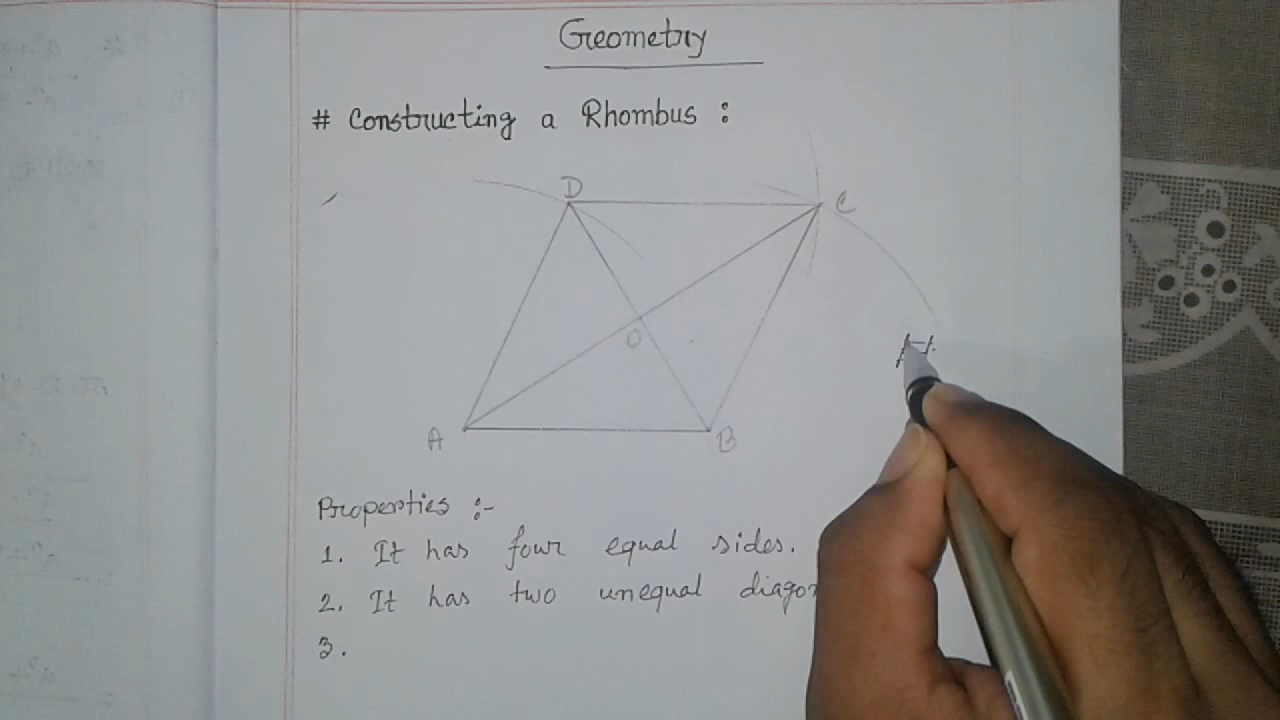 Geometry
# Constructing a Rhombus :
D
C
O
A
B
Properties :-
1. It has four equal sides.
2. It has two unequal
3.